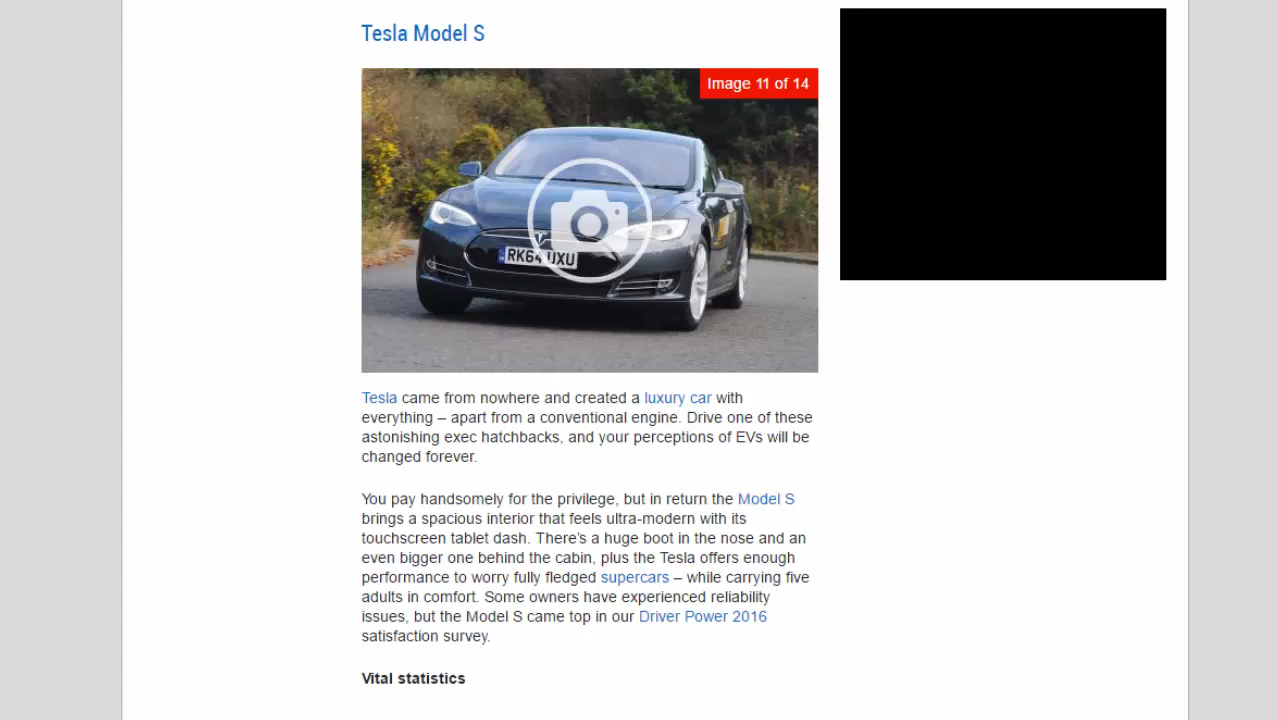 Tesla Model S
Image 11 of 14
RK64 UXU
Tesla came from nowhere and created a luxury car with
everything – apart from a conventional engine. Drive one of these
astonishing exec hatchbacks, and your perceptions of EVs will be
changed forever.
You pay handsomely for the privilege, but in return the Model S
brings a spacious interior that feels ultra-modern with its
touchscreen tablet dash. There's a huge boot in the nose and an
even bigger one behind the cabin, plus the Tesla offers enough
performance to worry fully fledged supercars – while carrying five
adults in comfort. Some owners have experienced reliability
issues, but the Model S came top in our Driver Power 2016
satisfaction survey.
Vital statistics